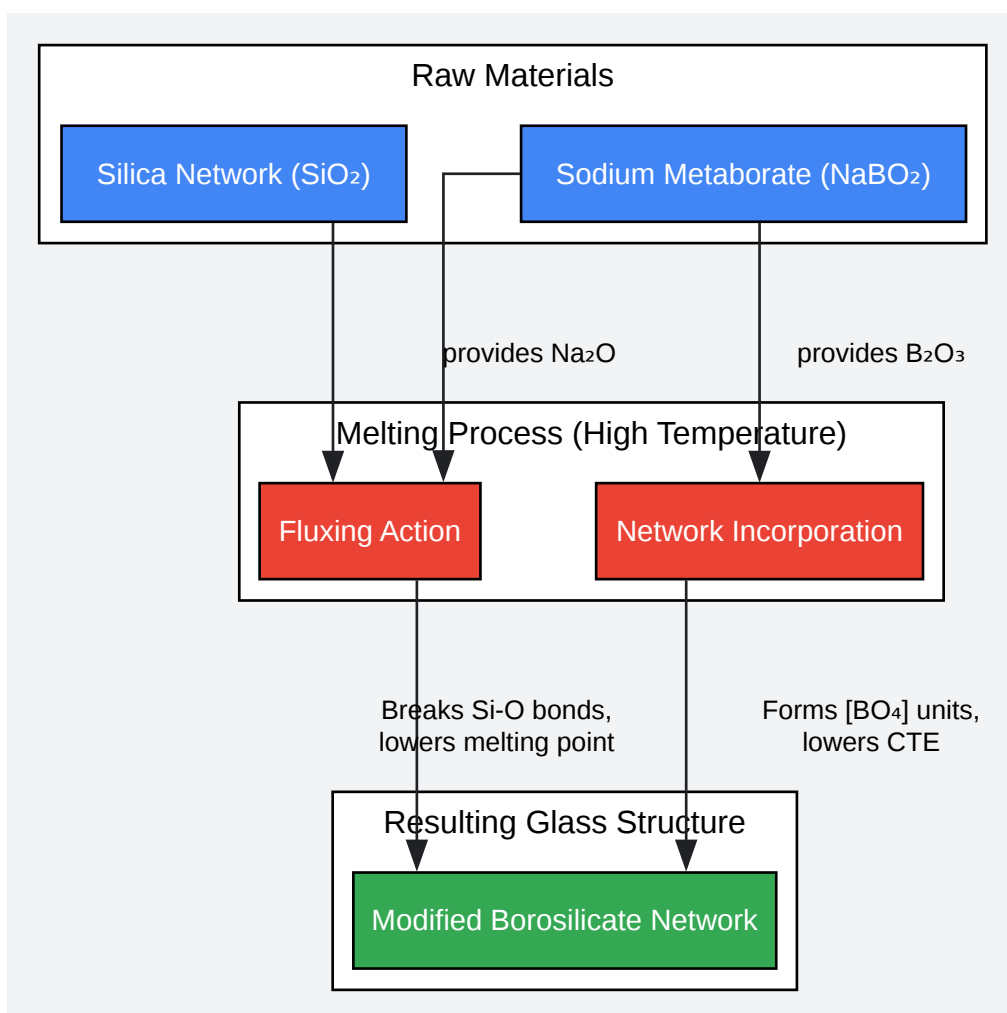 Raw Materials
Silica Network (SiO₂)
Sodium Metaborate (NaBO₂)
provides Na₂O
provides B₂O₃
Melting Process (High Temperature)
Fluxing Action
Network Incorporation
Breaks Si-O bonds,
lowers melting point
Forms [BO₄] units,
lowers CTE
Resulting Glass Structure
Modified Borosilicate Network